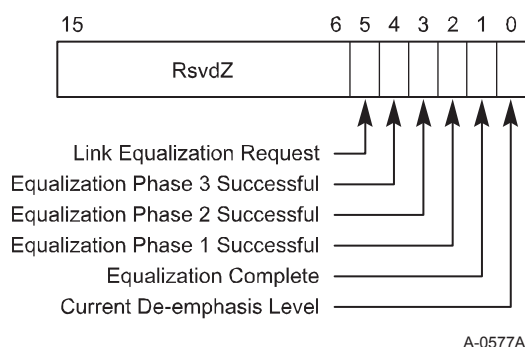 15 6 5 4 3 2 1 0
RsvdZ
Link Equalization Request
Equalization Phase 3 Successful
Equalization Phase 2 Successful
Equalization Phase 1 Successful
Equalization Complete
Current De-emphasis Level
A-0577A